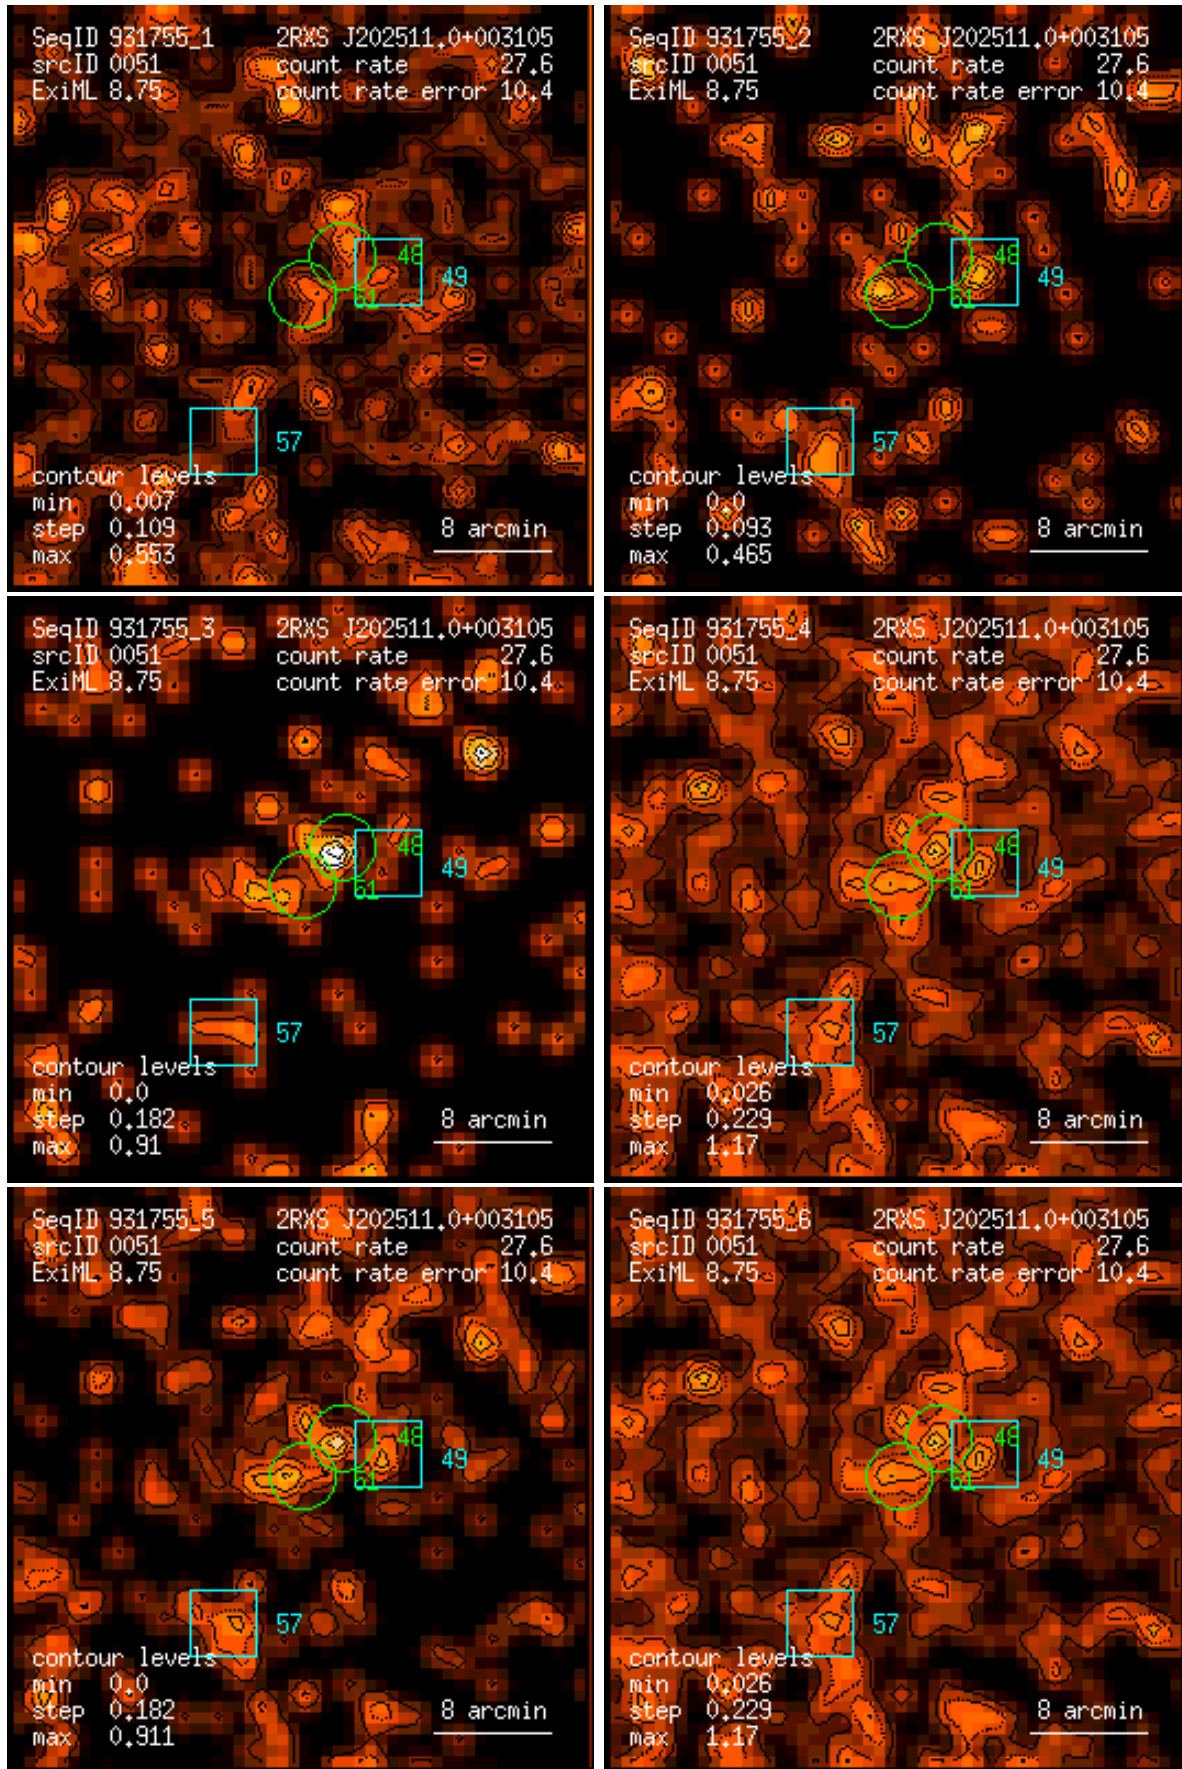 SeqID 931755_1 2RXS J202511.0+003105
srcID 0051 count rate 27.6
ExiML 8.75 count rate error 10.4
48
49
51
57
contour levels
min 0.007
step 0.109
max 0.553
8 arcmin
SeqID 931755_2 2RXS J202511.0+003105
srcID 0051 count rate 27.6
ExiML 8.75 count rate error 10.4
48
49
51
57
contour levels
min 0.0
step 0.093
max 0.465
8 arcmin
SeqID 931755_3 2RXS J202511.0+003105
srcID 0051 count rate 27.6
ExiML 8.75 count rate error 10.4
48
49
51
57
contour levels
min 0.0
step 0.182
max 0.91
8 arcmin
SeqID 931755_4 2RXS J202511.0+003105
srcID 0051 count rate 27.6
ExiML 8.75 count rate error 10.4
48
49
51
57
contour levels
min 0.026
step 0.229
max 1.17
8 arcmin
SeqID 931755_5 2RXS J202511.0+003105
srcID 0051 count rate 27.6
ExiML 8.75 count rate error 10.4
48
49
51
57
contour levels
min 0.0
step 0.182
max 0.911
8 arcmin
SeqID 931755_6 2RXS J202511.0+003105
srcID 0051 count rate 27.6
ExiML 8.75 count rate error 10.4
48
49
51
57
contour levels
min 0.026
step 0.229
max 1.17
8 arcmin